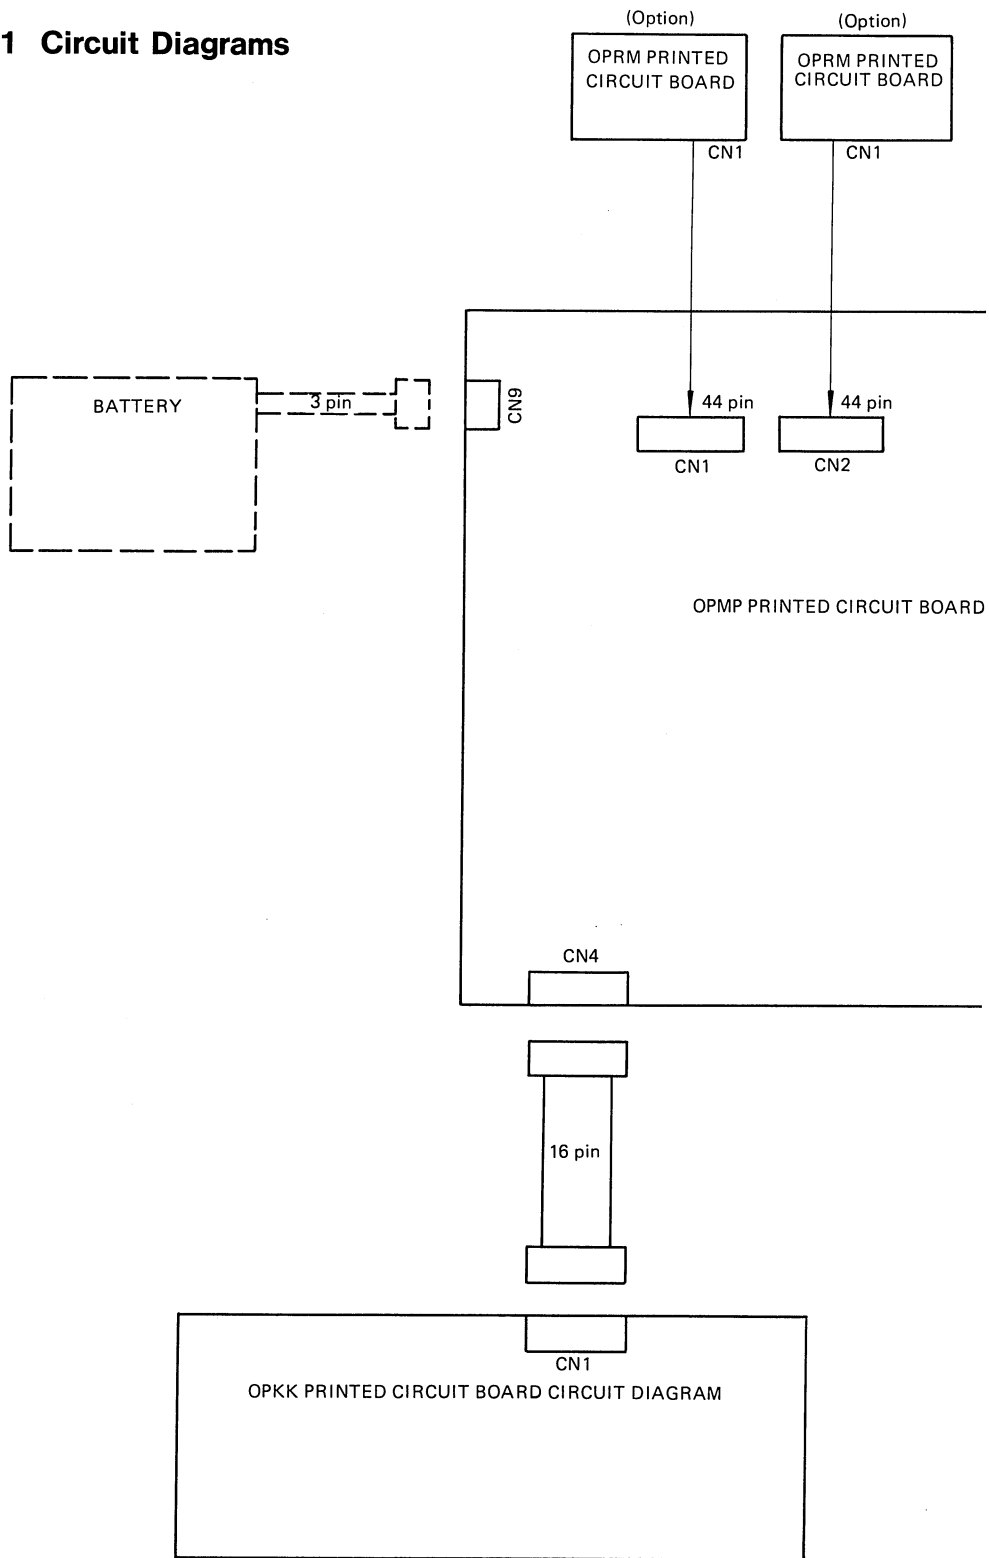 1 Circuit Diagrams
(Option)
OPRM PRINTED
CIRCUIT BOARD
CN1
(Option)
OPRM PRINTED
CIRCUIT BOARD
CN1
BATTERY
3 pin
CN9
44 pin
CN1
44 pin
CN2
OPMP PRINTED CIRCUIT BOARD
CN4
16 pin
CN1
OPKK PRINTED CIRCUIT BOARD CIRCUIT DIAGRAM